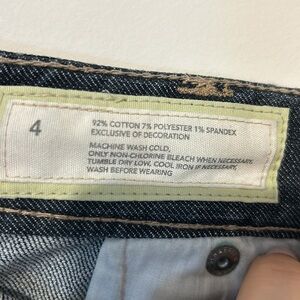 4
92% COTTON 7% POLYESTER 1% SPANDEX
EXCLUSIVE OF DECORATION
MACHINE WASH COLD,
ONLY NON-CHLORINE BLEACH WHEN NECESSARY.
TUMBLE DRY LOW, COOL IRON IF NECESSARY,
WASH BEFORE WEARING